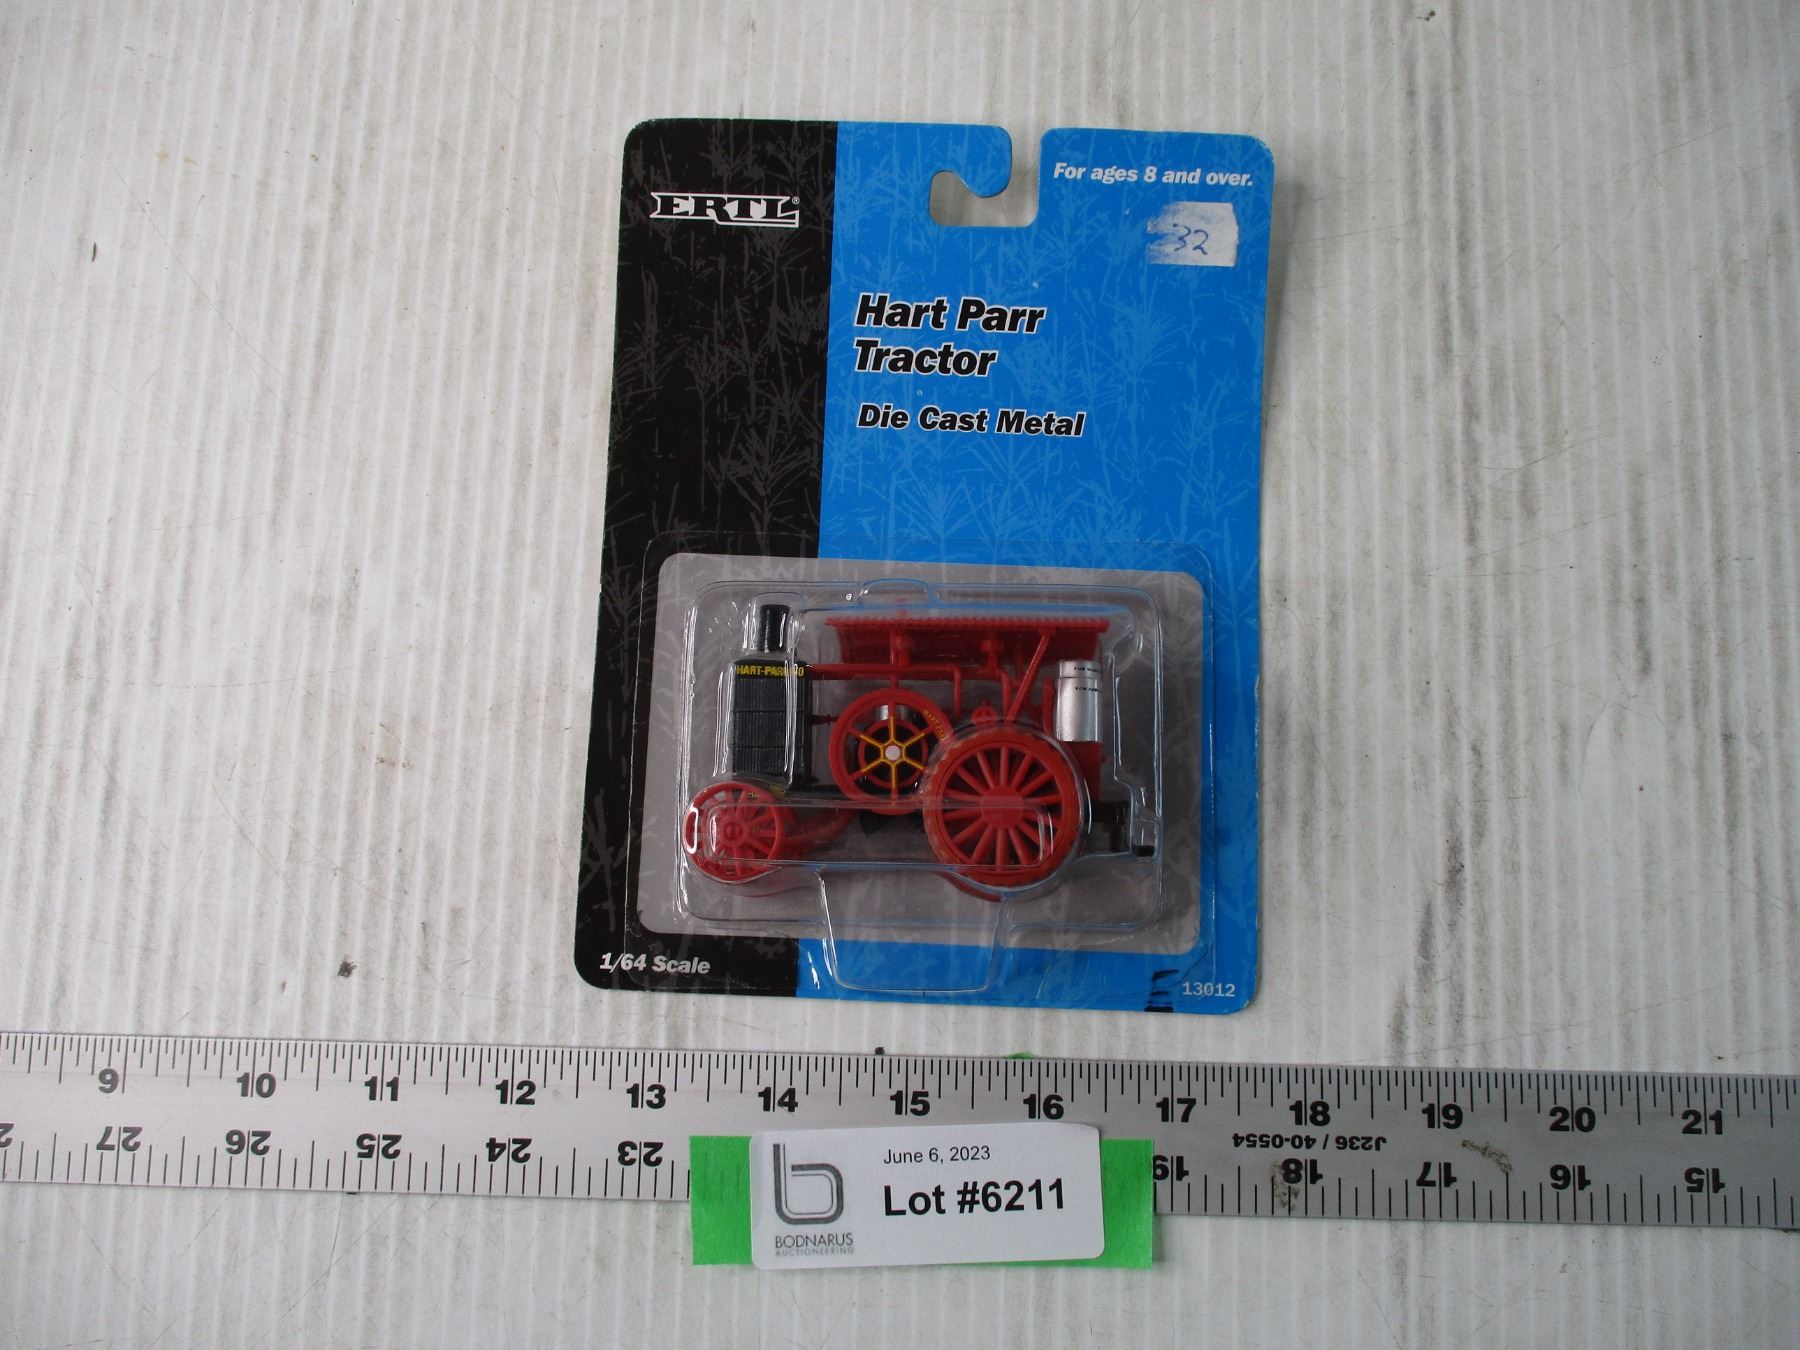 ERTL®
For ages 8 and over.
32
Hart Parr
Tractor
Die Cast Metal
HART-PARR
1/64 Scale
13012
9 10 11 12 13 14 15 16 17 18 19 20 21
J236 / 40-0554
27 26 25 24 23 19 18 17 16 15
June 6, 2023
Lot #6211
BODNARUS
AUCTIONEERING